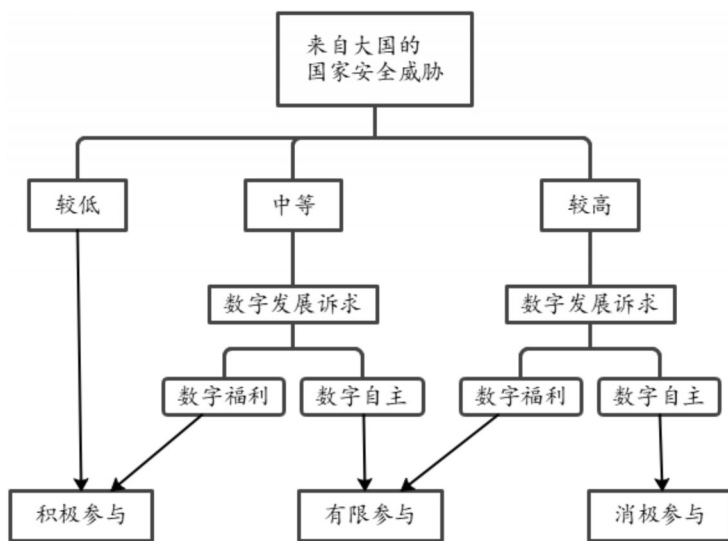 来自大国的
国家安全威胁
较低
中等
较高
数字发展诉求
数字发展诉求
数字福利
数字自主
数字福利
数字自主
积极参与
有限参与
消极参与